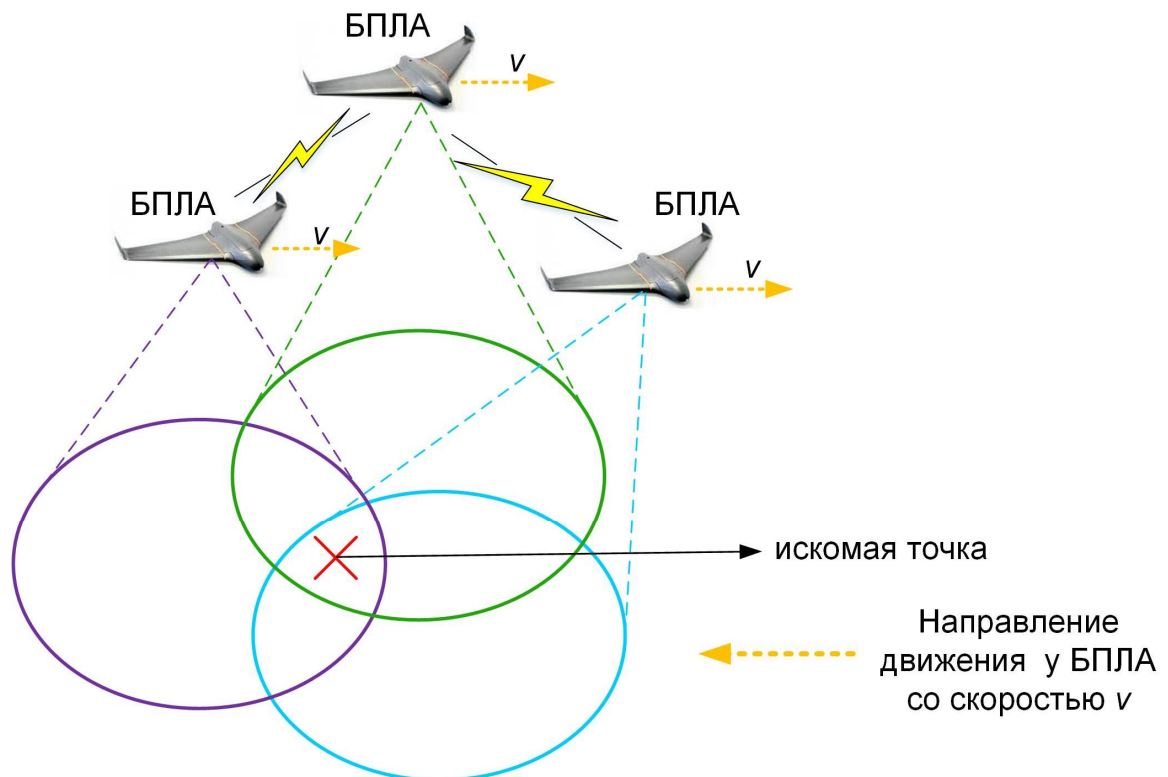 БПЛА
v
БПЛА
БПЛА
v
v
искомая точка
Направление
движения у БПЛА
со скоростью v